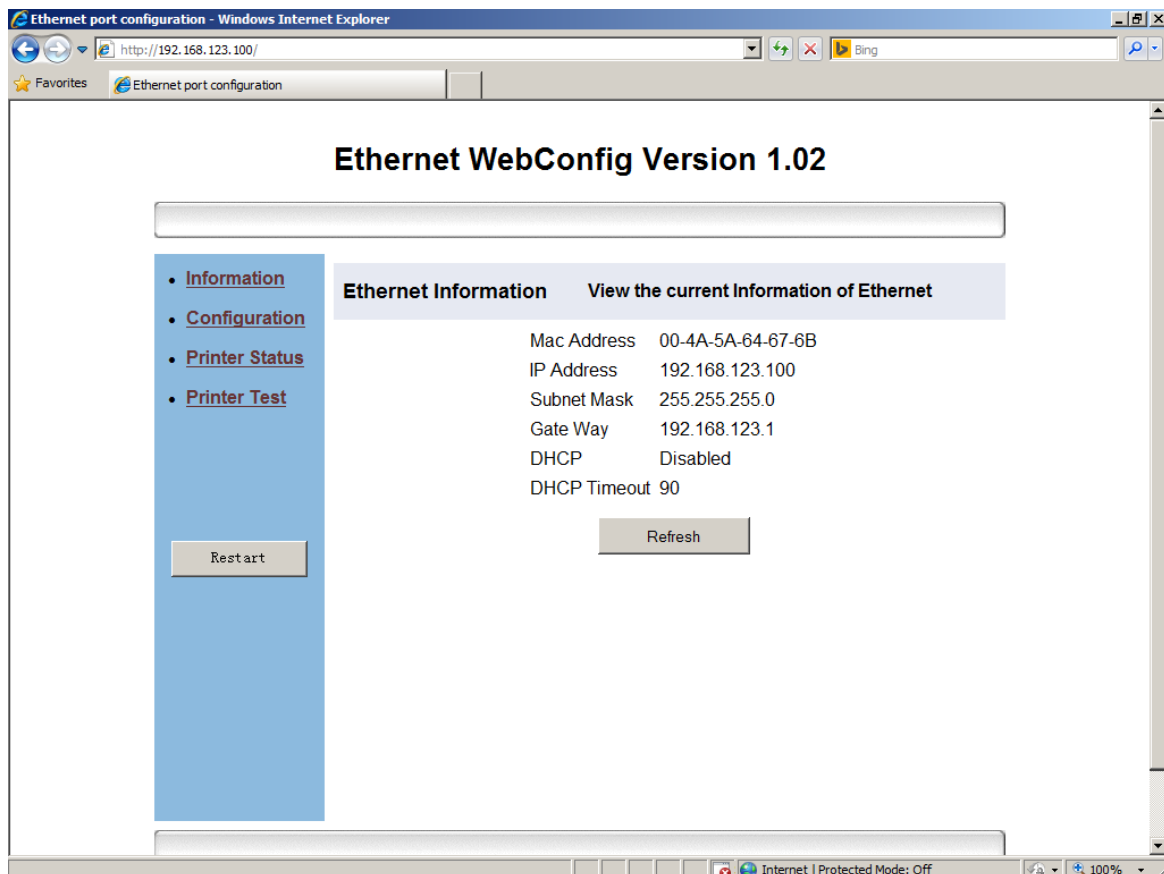 Ethernet port configuration - Windows Internet Explorer
http://192.168.123.100/
Bing
Favorites
Ethernet port configuration
Ethernet WebConfig Version 1.02
Information
Configuration
Printer Status
Printer Test
Restart
Ethernet Information View the current Information of Ethernet
Mac Address 00-4A-5A-64-67-6B
IP Address 192.168.123.100
Subnet Mask 255.255.255.0
Gate Way 192.168.123.1
DHCP Disabled
DHCP Timeout 90
Refresh
Internet | Protected Mode: Off
100%